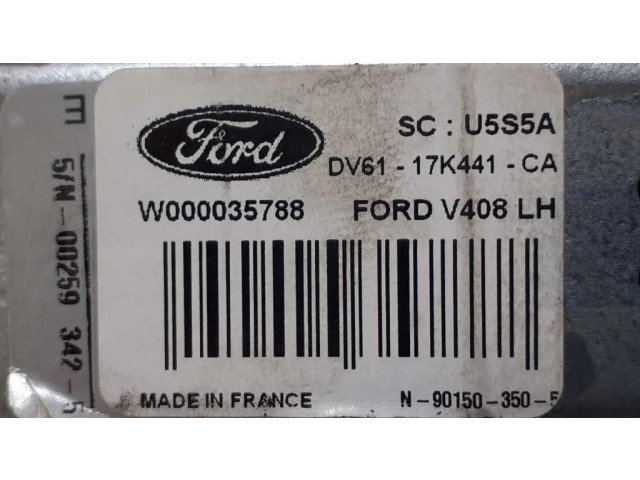 Ford
SC : U5S5A
DV61 - 17K441 - CA
W000035788 FORD V408 LH
MADE IN FRANCE N-90150-350-5
E
5/N-00259 342-5